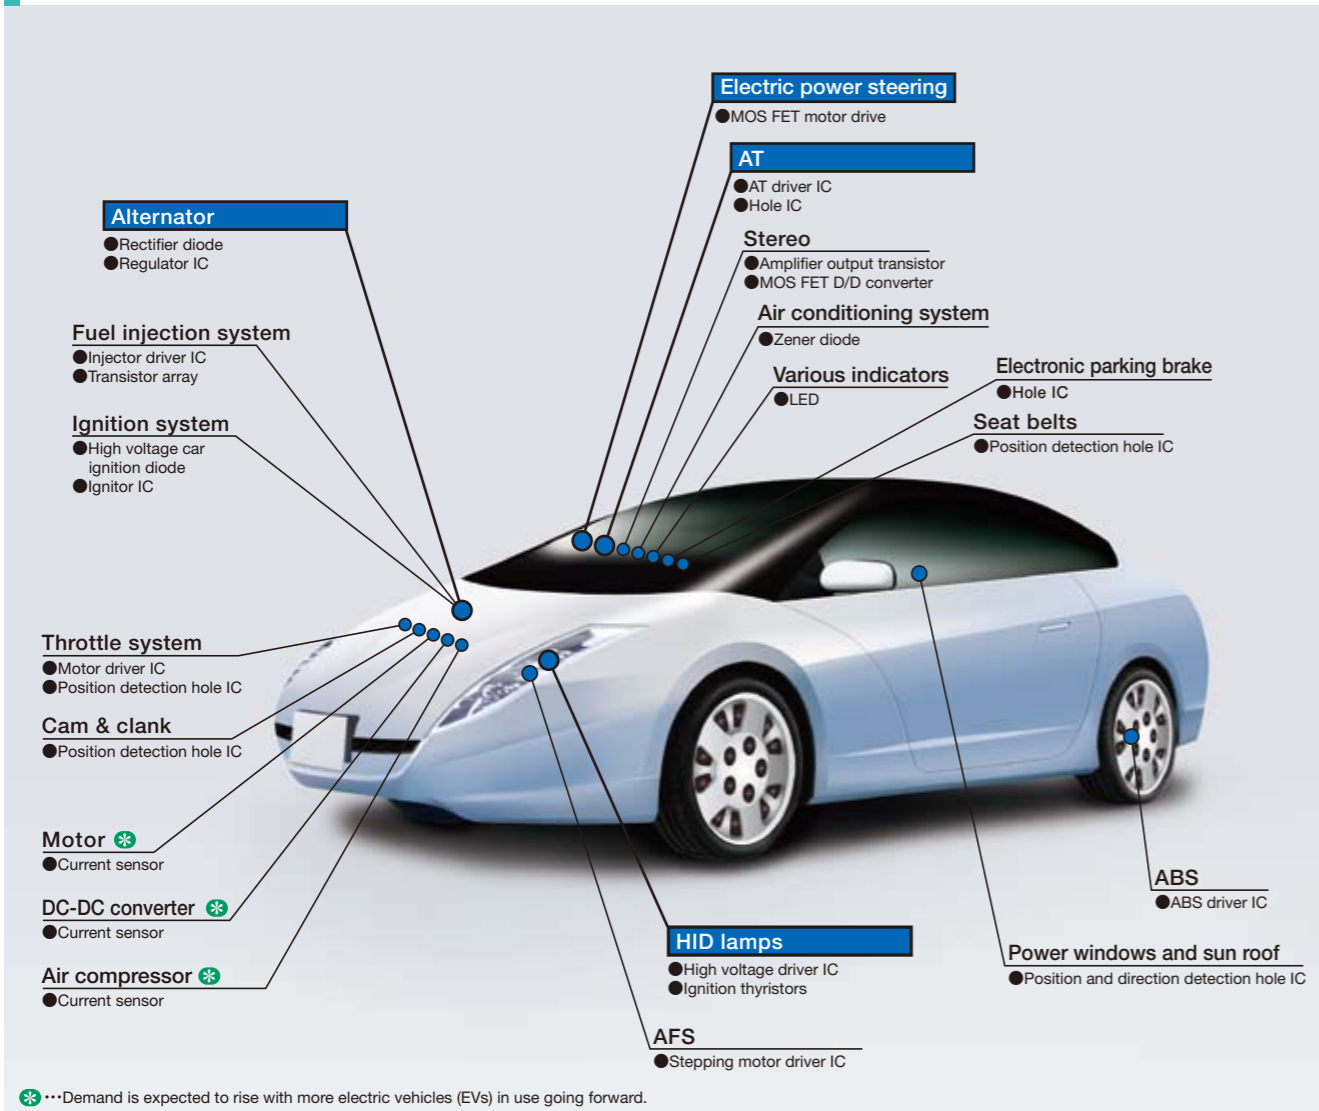 Electric power steering
●MOS FET motor drive
AT
●AT driver IC
●Hole IC
Alternator
●Rectifier diode
●Regulator IC
Stereo
●Amplifier output transistor
●MOS FET D/D converter
Air conditioning system
●Zener diode
Fuel injection system
●Injector driver IC
●Transistor array
Various indicators
●LED
Electronic parking brake
●Hole IC
Ignition system
●High voltage car
ignition diode
●Ignitor IC
Seat belts
●Position detection hole IC
Throttle system
●Motor driver IC
●Position detection hole IC
Cam & clank
●Position detection hole IC
Motor ✻
●Current sensor
DC-DC converter ✻
●Current sensor
Air compressor ✻
●Current sensor
HID lamps
●High voltage driver IC
●Ignition thyristors
AFS
●Stepping motor driver IC
ABS
●ABS driver IC
Power windows and sun roof
●Position and direction detection hole IC
✻ ···Demand is expected to rise with more electric vehicles (EVs) in use going forward.